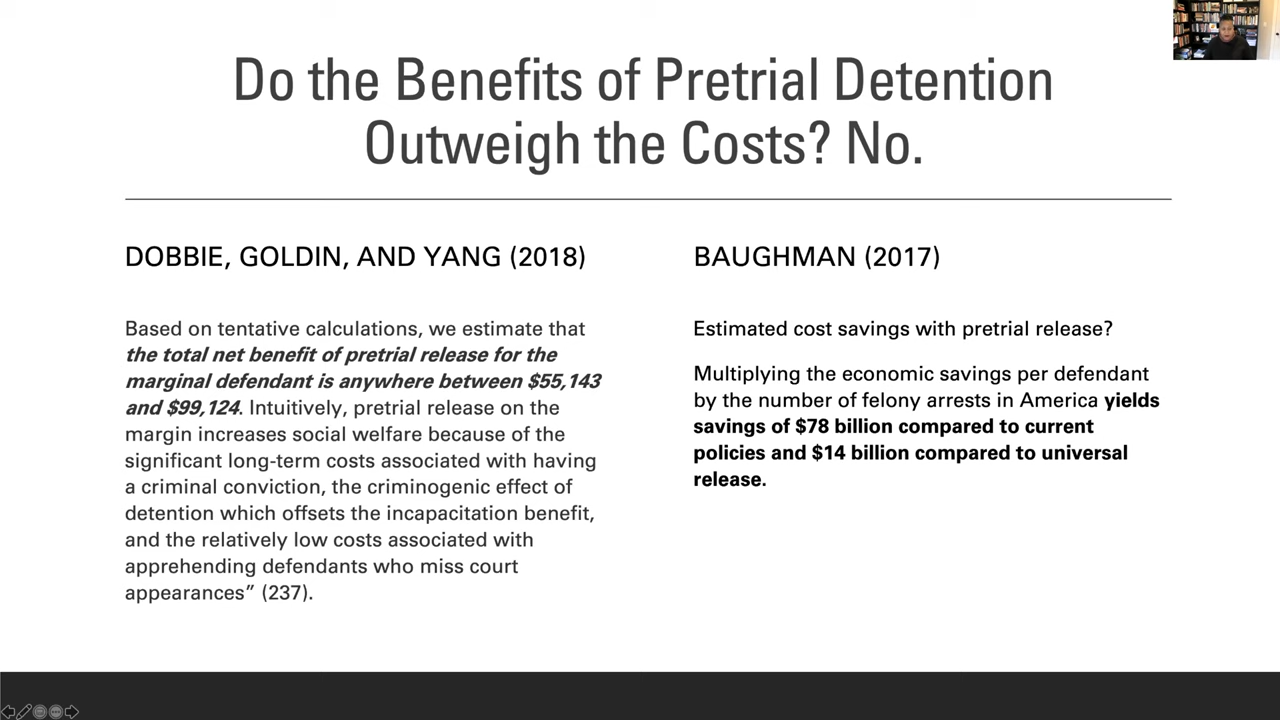 Do the Benefits of Pretrial Detention
Outweigh the Costs? No.
DOBBIE, GOLDIN, AND YANG (2018)
Based on tentative calculations, we estimate that
the total net benefit of pretrial release for the
marginal defendant is anywhere between $55,143
and $99,124. Intuitively, pretrial release on the
margin increases social welfare because of the
significant long-term costs associated with having
a criminal conviction, the criminogenic effect of
detention which offsets the incapacitation benefit,
and the relatively low costs associated with
apprehending defendants who miss court
appearances” (237).
BAUGHMAN (2017)
Estimated cost savings with pretrial release?
Multiplying the economic savings per defendant
by the number of felony arrests in America yields
savings of $78 billion compared to current
policies and $14 billion compared to universal
release.